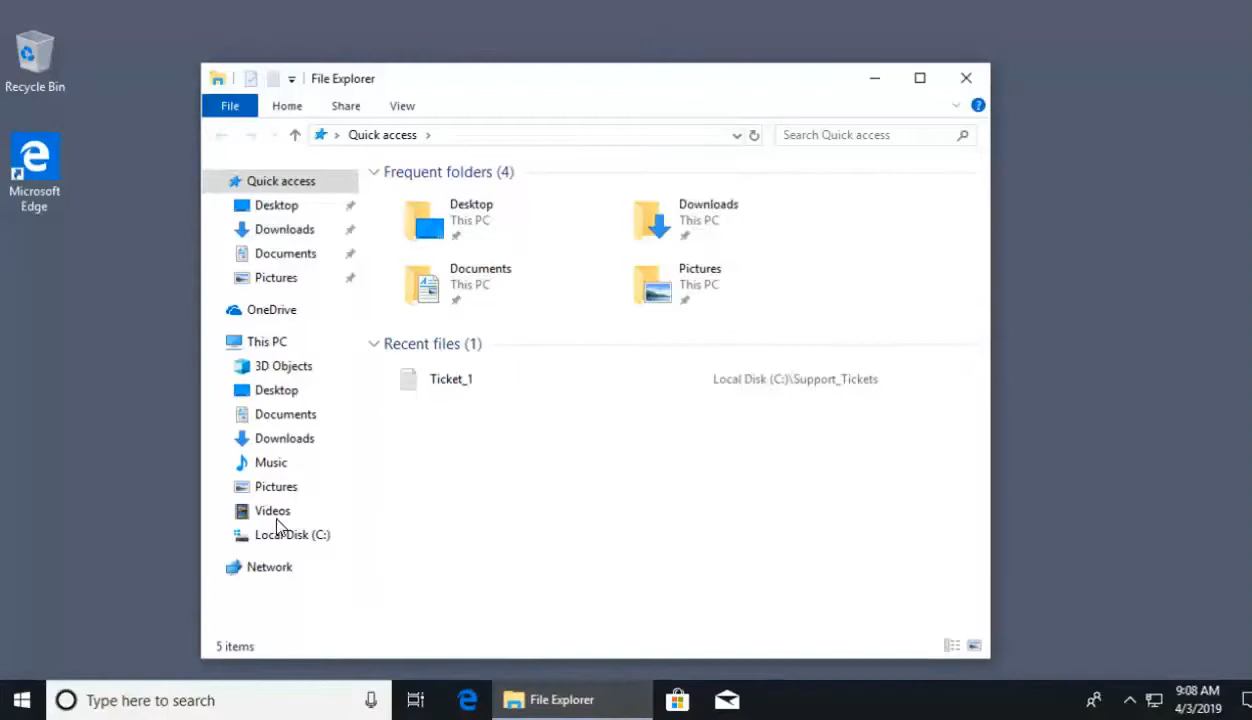 Recycle Bin
Microsoft
Edge
File Explorer
File
Home
Share
View
Quick access
Search Quick access
Quick access
Desktop
Downloads
Documents
Pictures
OneDrive
This PC
3D Objects
Desktop
Documents
Downloads
Music
Pictures
Videos
Local Disk (C:)
Network
Frequent folders (4)
Desktop
This PC
Downloads
This PC
Documents
This PC
Pictures
This PC
Recent files (1)
Ticket_1
Local Disk (C:)\Support_Tickets
5 items
Type here to search
File Explorer
9:08 AM
4/3/2019